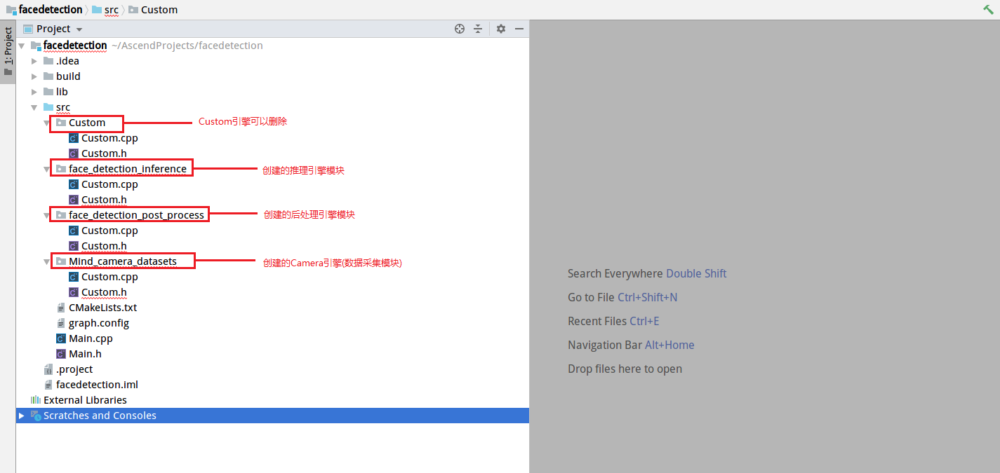 facedetection src Custom
1: Project
Project
facedetection ~/AscendProjects/facedetection
.idea
build
lib
src
Custom Custom引擎可以删除
Custom.cpp
Custom.h
face_detection_inference 创建的推理引擎模块
Custom.cpp
Custom.h
face_detection_post_process 创建的后处理引擎模块
Custom.cpp
Custom.h
Mind_camera_datasets 创建的Camera引擎(数据采集模块)
Custom.cpp
Custom.h
CMakeLists.txt
graph.config
Main.cpp
Main.h
.project
facedetection.iml
External Libraries
Scratches and Consoles
Search Everywhere Double Shift
Go to File Ctrl+Shift+N
Recent Files Ctrl+E
Navigation Bar Alt+Home
Drop files here to open